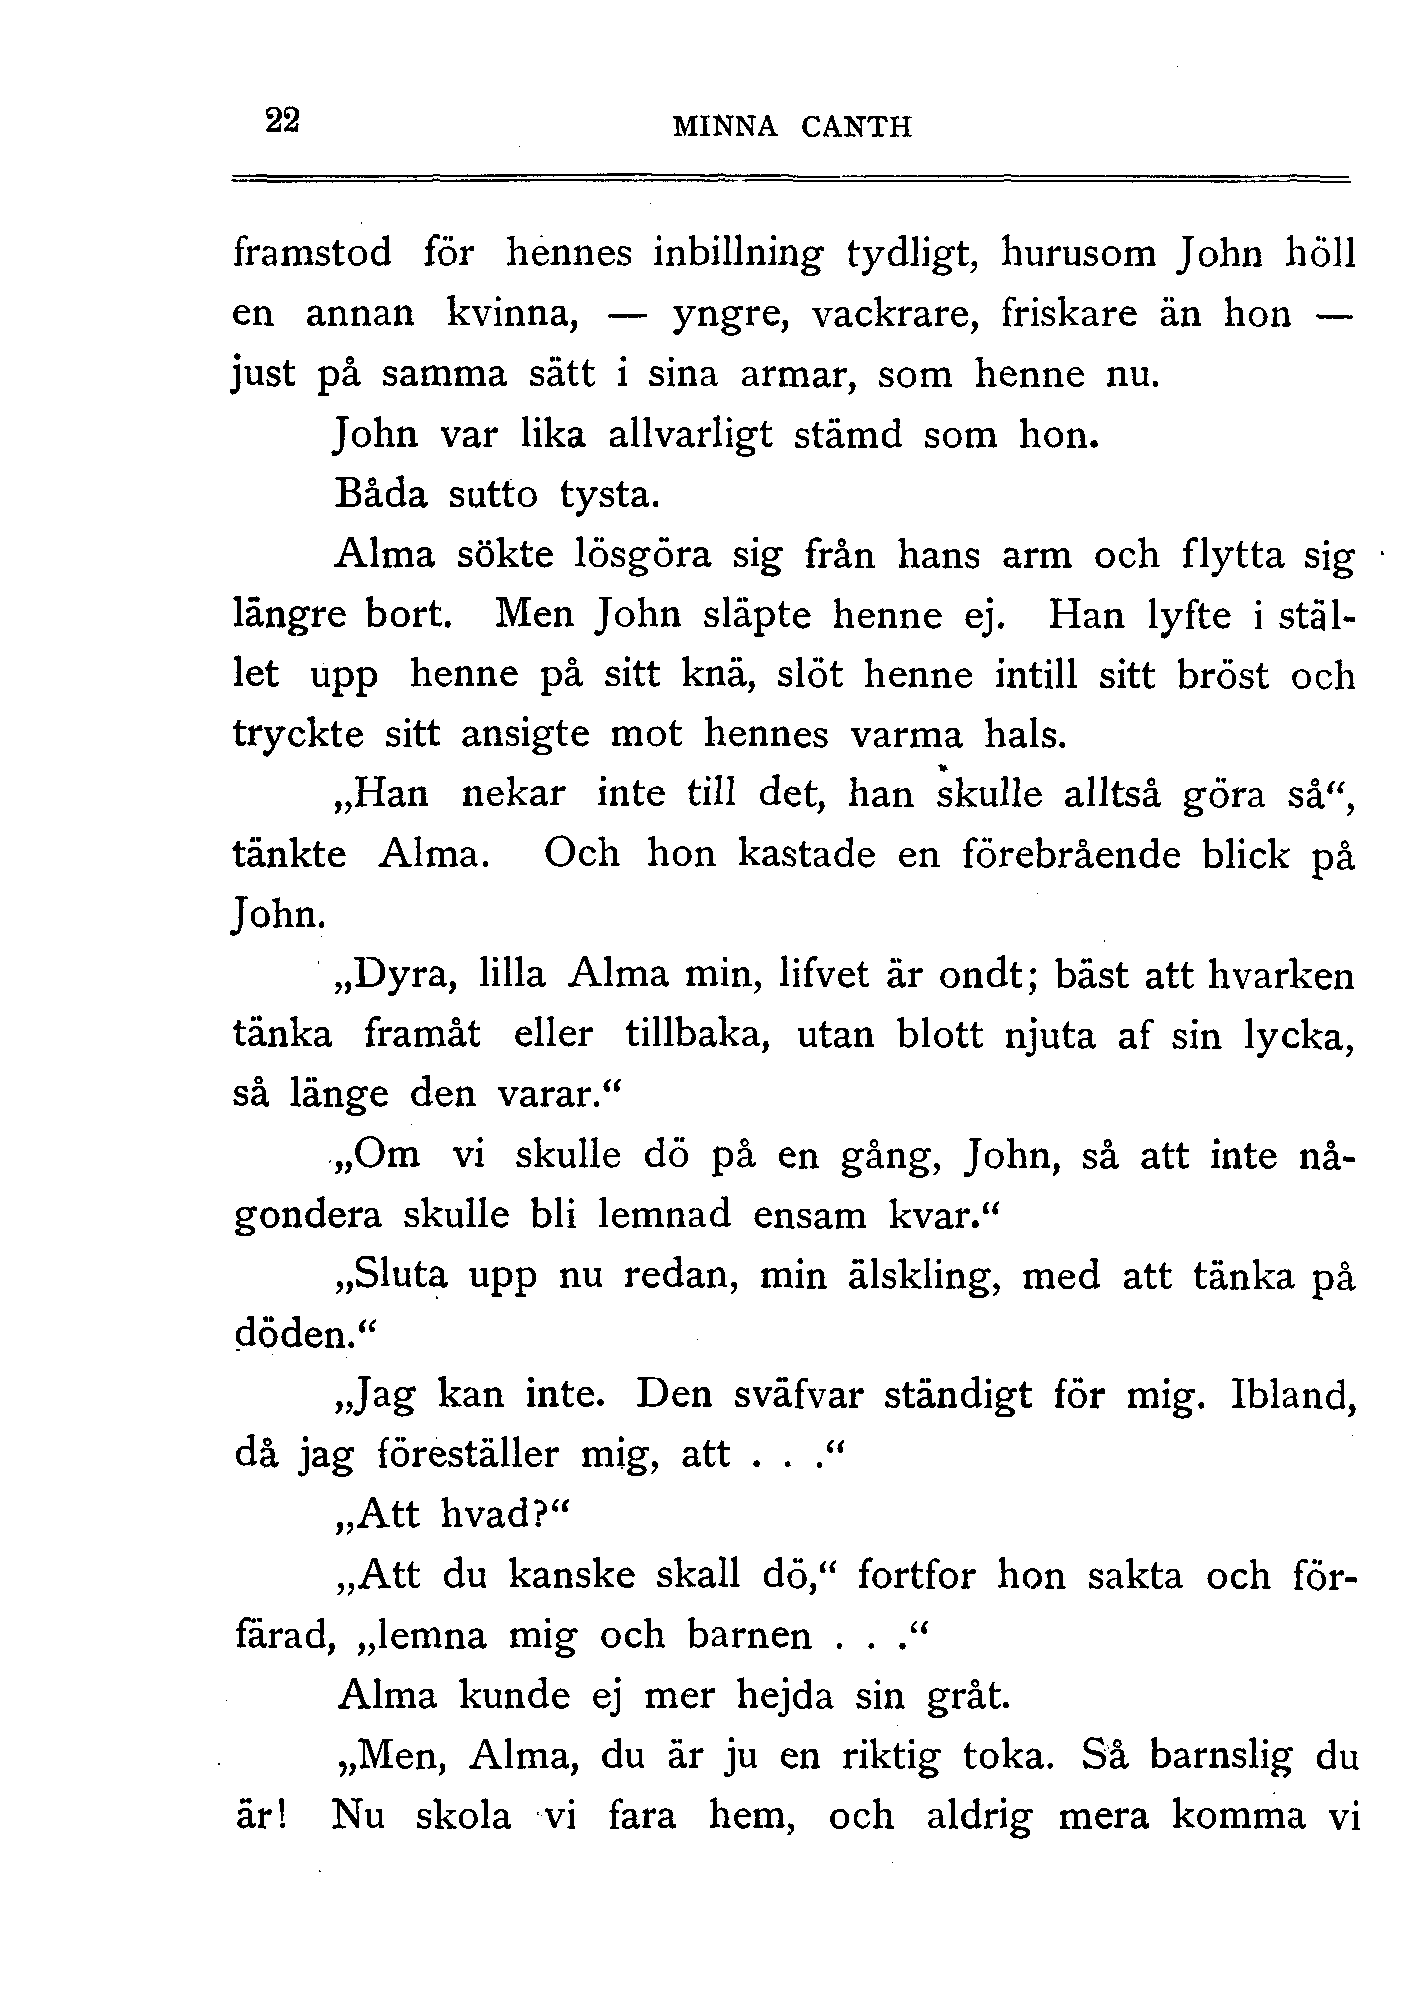 22
MINNA CANTH
framstod för hennes inbillning tydligt, hurusom John höll
en annan kvinna, — yngre, vackrare, friskare än hon —
just på samma sätt i sina armar, som henne nu.
John var lika allvarligt stämd som hon.
Båda sutto tysta.
Alma sökte lösgöra sig från hans arm och flytta sig
längre bort. Men John släpte henne ej. Han lyfte i stäl-
let upp henne på sitt knä, slöt henne intill sitt bröst och
tryckte sitt ansigte mot hennes varma hals.
„Han nekar inte till det, han skulle alltså göra så“,
tänkte Alma. Och hon kastade en förebrående blick på
John.
„Dyra, lilla Alma min, lifvet är ondt; bäst att hvarken
tänka framåt eller tillbaka, utan blott njuta af sin lycka,
så länge den varar.“
„Om vi skulle dö på en gång, John, så att inte nå-
gondera skulle bli lemnad ensam kvar.“
„Sluta upp nu redan, min älskling, med att tänka på
döden.“
„Jag kan inte. Den sväfvar ständigt för mig. Ibland,
då jag föreställer mig, att . . .“
„Att hvad?“
„Att du kanske skall dö,“ fortfor hon sakta och för-
färad, „lemna mig och barnen . . .“
Alma kunde ej mer hejda sin gråt.
„Men, Alma, du är ju en riktig toka. Så barnslig du
är! Nu skola vi fara hem, och aldrig mera komma vi